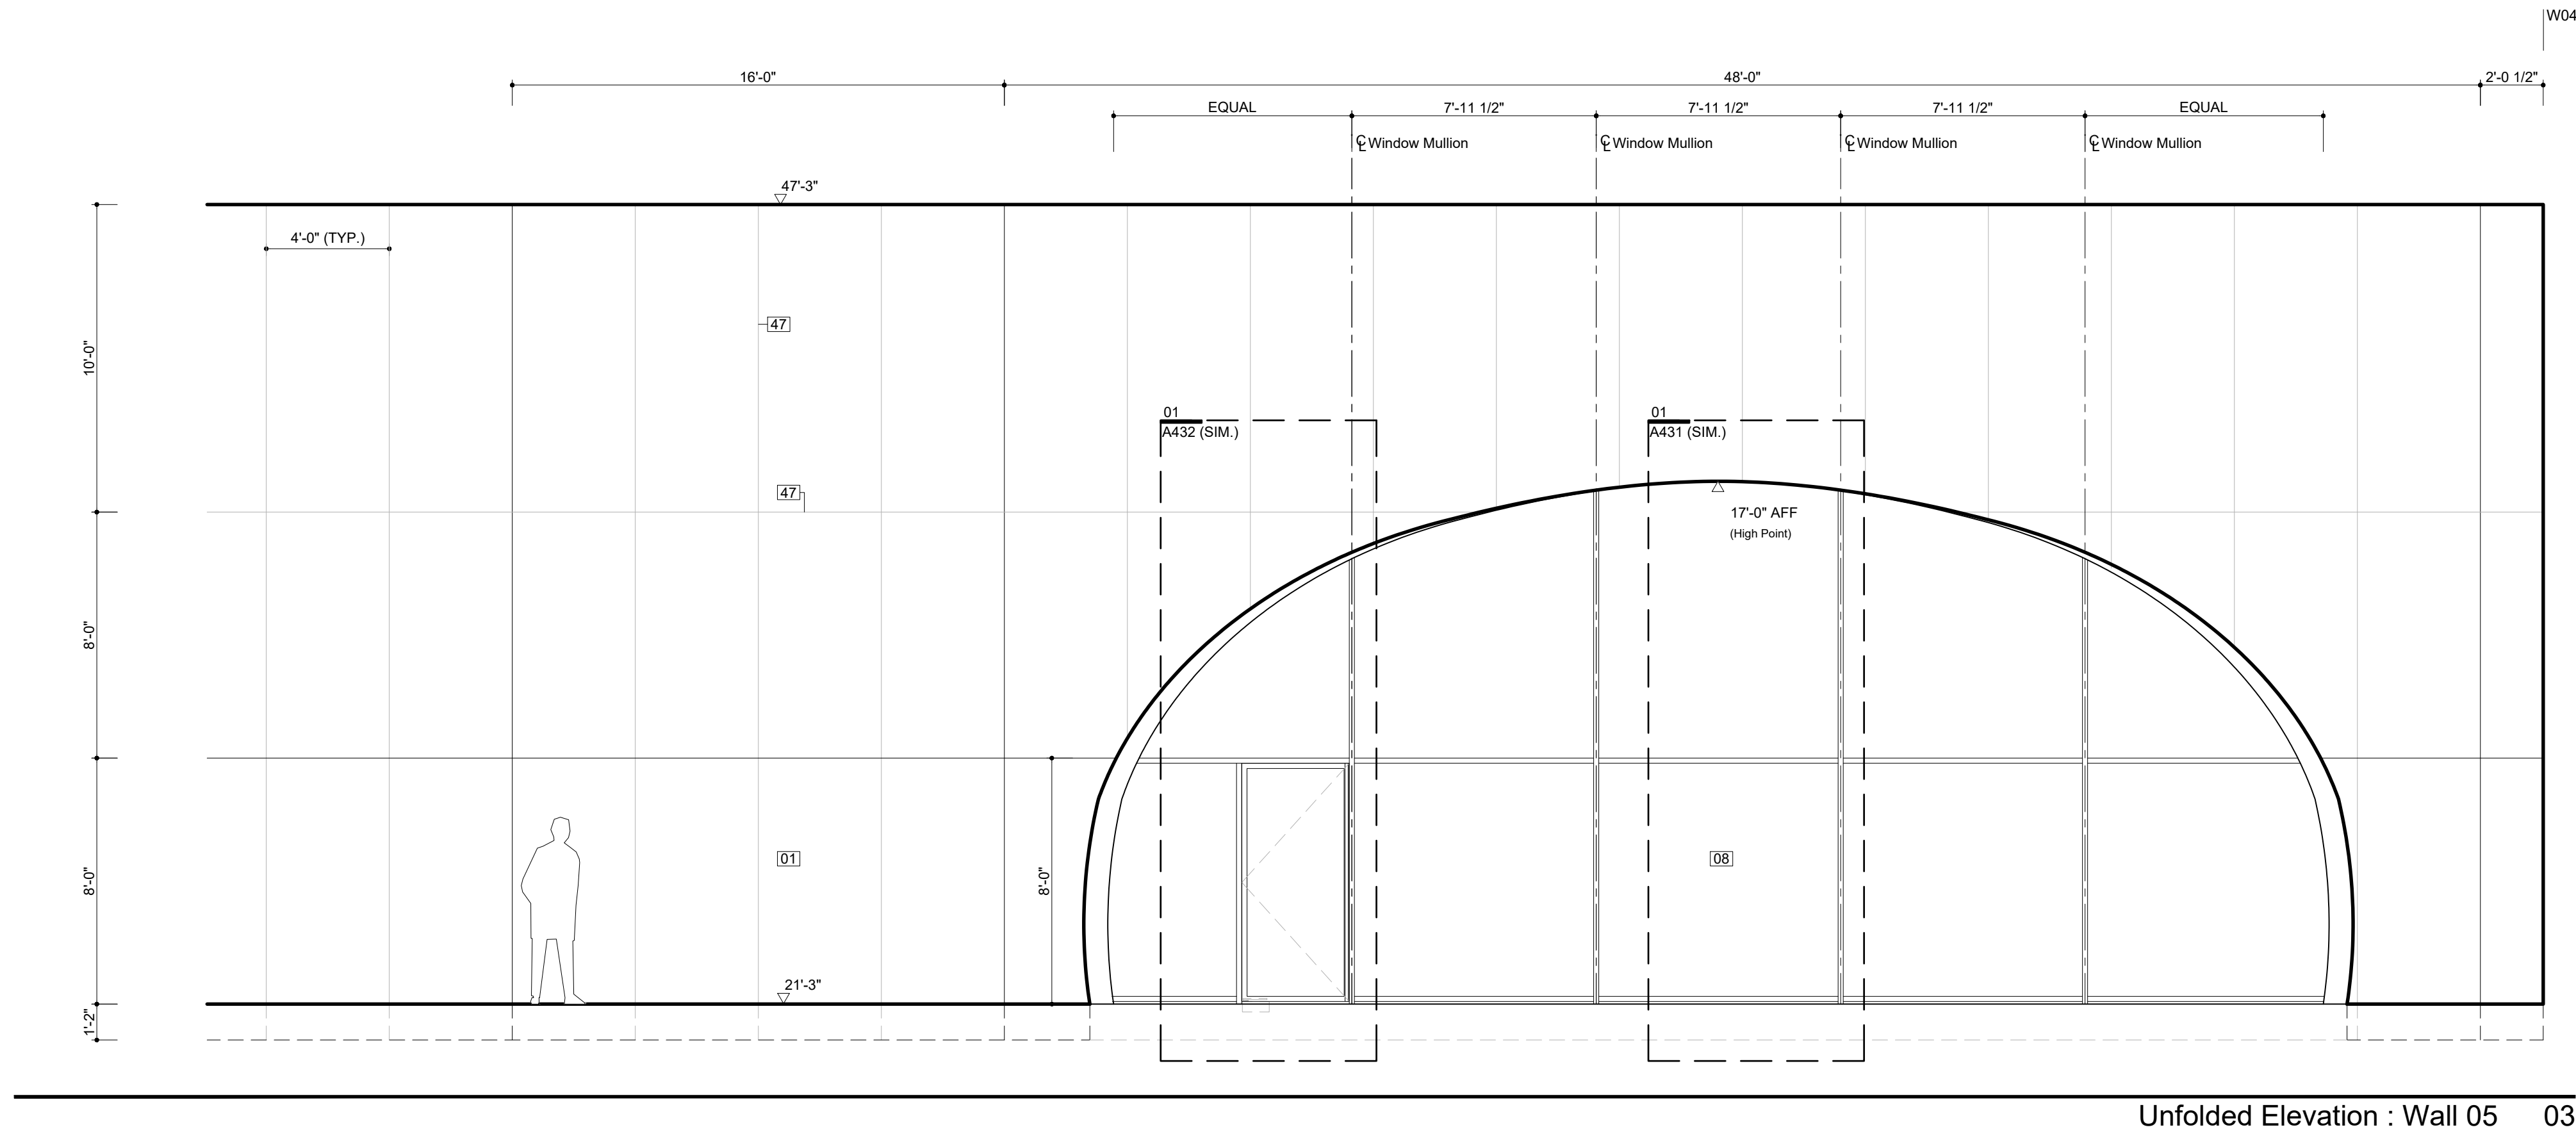 W04
16'-0"
48'-0"
2'-0 1/2"
EQUAL
7'-11 1/2"
7'-11 1/2"
7'-11 1/2"
EQUAL
℄ Window Mullion
℄ Window Mullion
℄ Window Mullion
℄ Window Mullion
47'-3"
4'-0" (TYP.)
47
10'-0"
01
A432 (SIM.)
01
A431 (SIM.)
47
17'-0" AFF
(High Point)
8'-0"
01
08
8'-0"
8'-0"
21'-3"
1'-2"
Unfolded Elevation : Wall 05 03